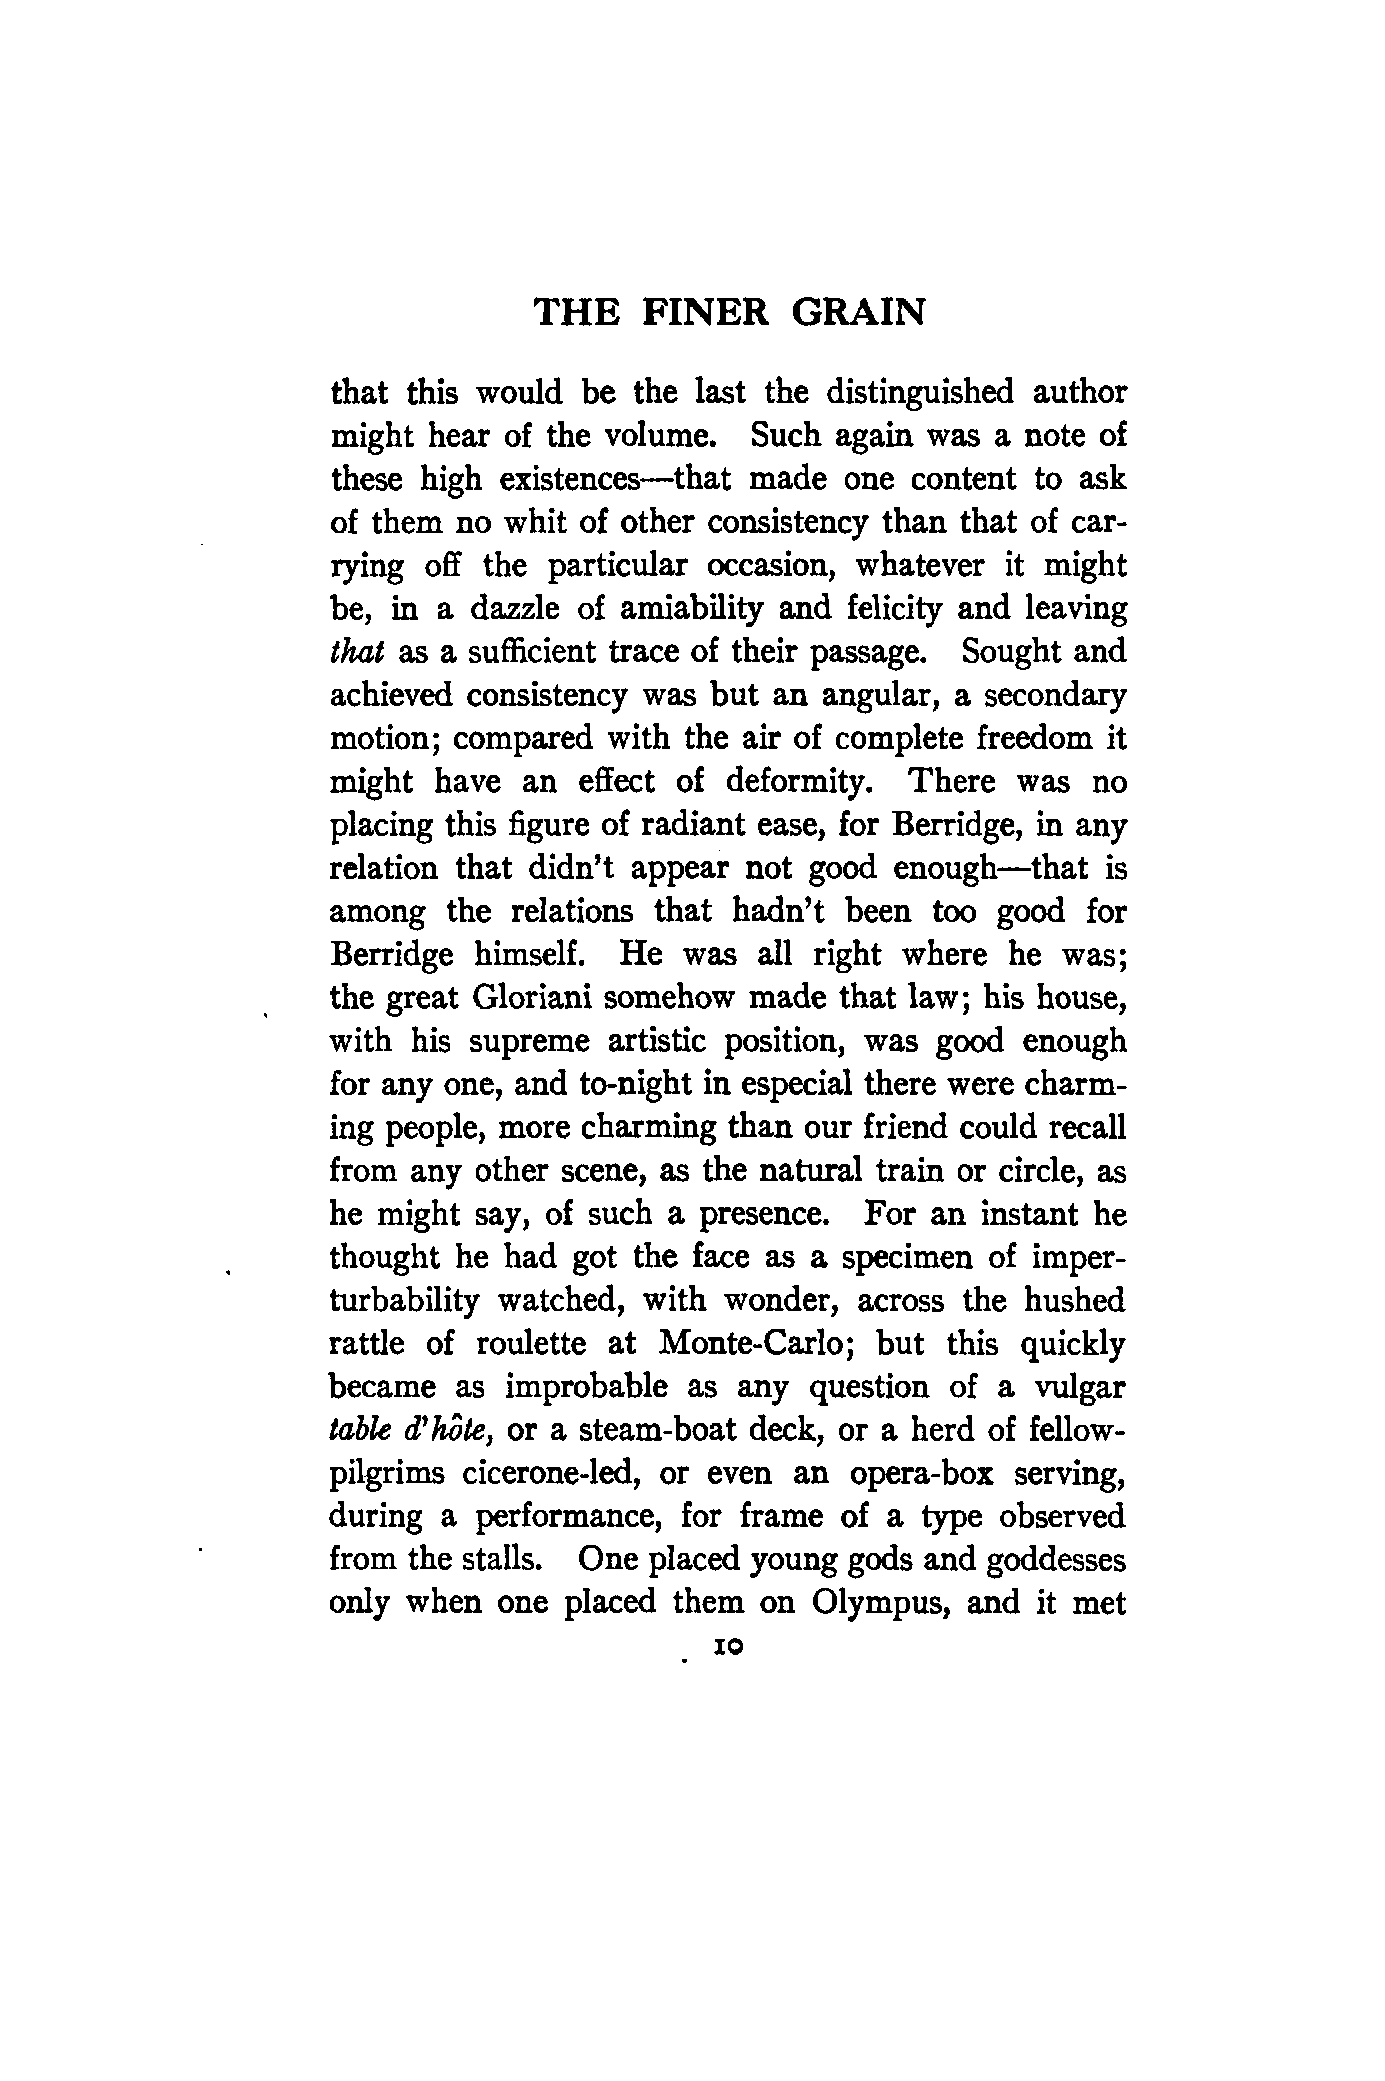 THE FINER GRAIN
that this would be the last the distinguished author
might hear of the volume. Such again was a note of
these high existences—that made one content to ask
of them no whit of other consistency than that of car-
rying off the particular occasion, whatever it might
be, in a dazzle of amiability and felicity and leaving
that as a sufficient trace of their passage. Sought and
achieved consistency was but an angular, a secondary
motion; compared with the air of complete freedom it
might have an effect of deformity. There was no
placing this figure of radiant ease, for Berridge, in any
relation that didn't appear not good enough—that is
among the relations that hadn't been too good for
Berridge himself. He was all right where he was;
the great Gloriani somehow made that law; his house,
with his supreme artistic position, was good enough
for any one, and to-night in especial there were charm-
ing people, more charming than our friend could recall
from any other scene, as the natural train or circle, as
he might say, of such a presence. For an instant he
thought he had got the face as a specimen of imper-
turbability watched, with wonder, across the hushed
rattle of roulette at Monte-Carlo; but this quickly
became as improbable as any question of a vulgar
table d'hôte, or a steam-boat deck, or a herd of fellow-
pilgrims cicerone-led, or even an opera-box serving,
during a performance, for frame of a type observed
from the stalls. One placed young gods and goddesses
only when one placed them on Olympus, and it met
10